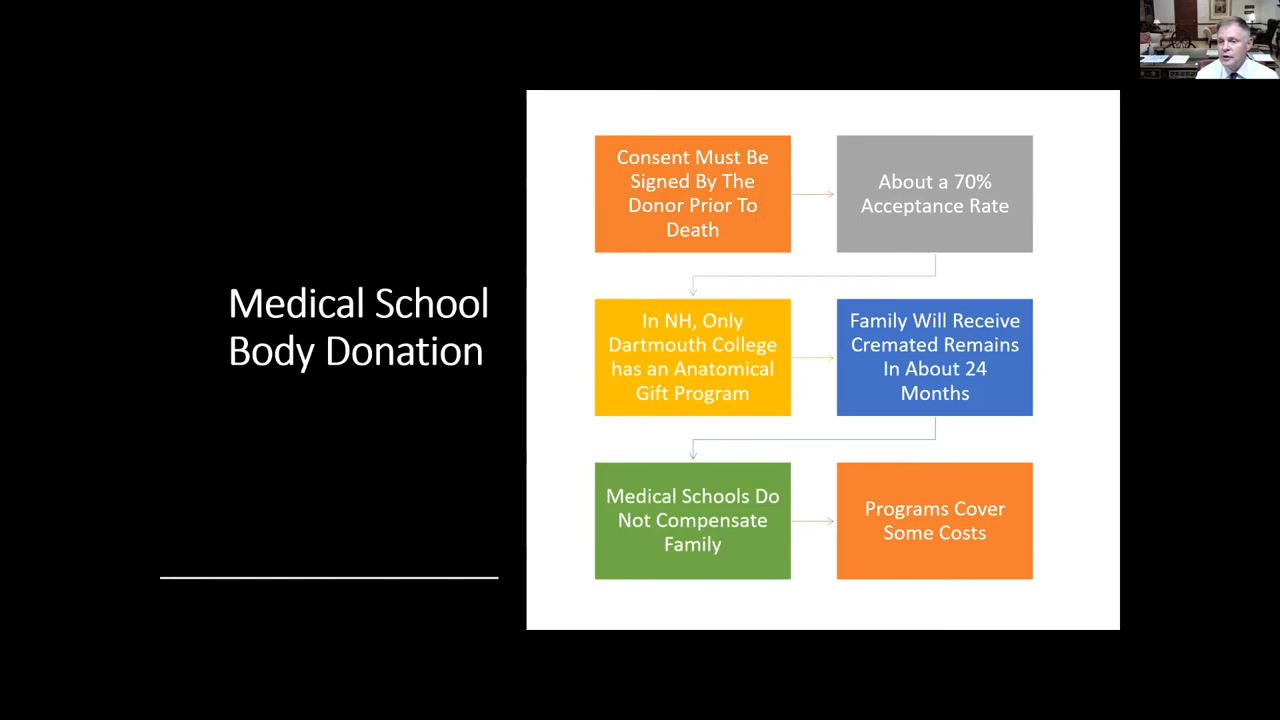 Medical School
Body Donation
Consent Must Be
Signed By The
Donor Prior To
Death
About a 70%
Acceptance Rate
In NH, Only
Dartmouth College
has an Anatomical
Gift Program
Family Will Receive
Cremated Remains
In About 24
Months
Medical Schools Do
Not Compensate
Family
Programs Cover
Some Costs